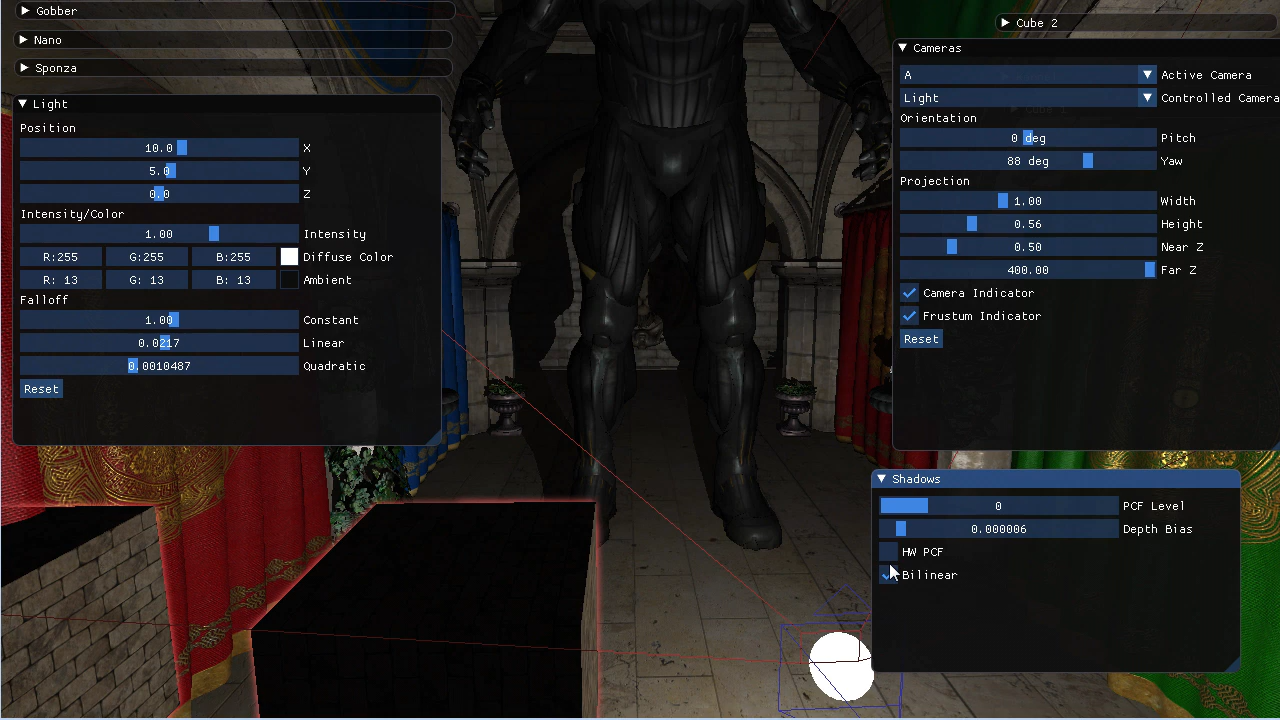 Gobber
Nano
Sponza
Light
Position
10.0 X
5.0 Y
0.0 Z
Intensity/Color
1.00 Intensity
R:255 G:255 B:255 Diffuse Color
R: 13 G: 13 B: 13 Ambient
Falloff
1.00 Constant
0.0217 Linear
0.0010487 Quadratic
Reset
Cube 2
Cameras
A Active Camera
Light Controlled Camera
Orientation
0 deg Pitch
88 deg Yaw
Projection
1.00 Width
0.56 Height
0.50 Near Z
400.00 Far Z
Camera Indicator
Frustum Indicator
Reset
Shadows
0 PCF Level
0.000006 Depth Bias
HW PCF
Bilinear